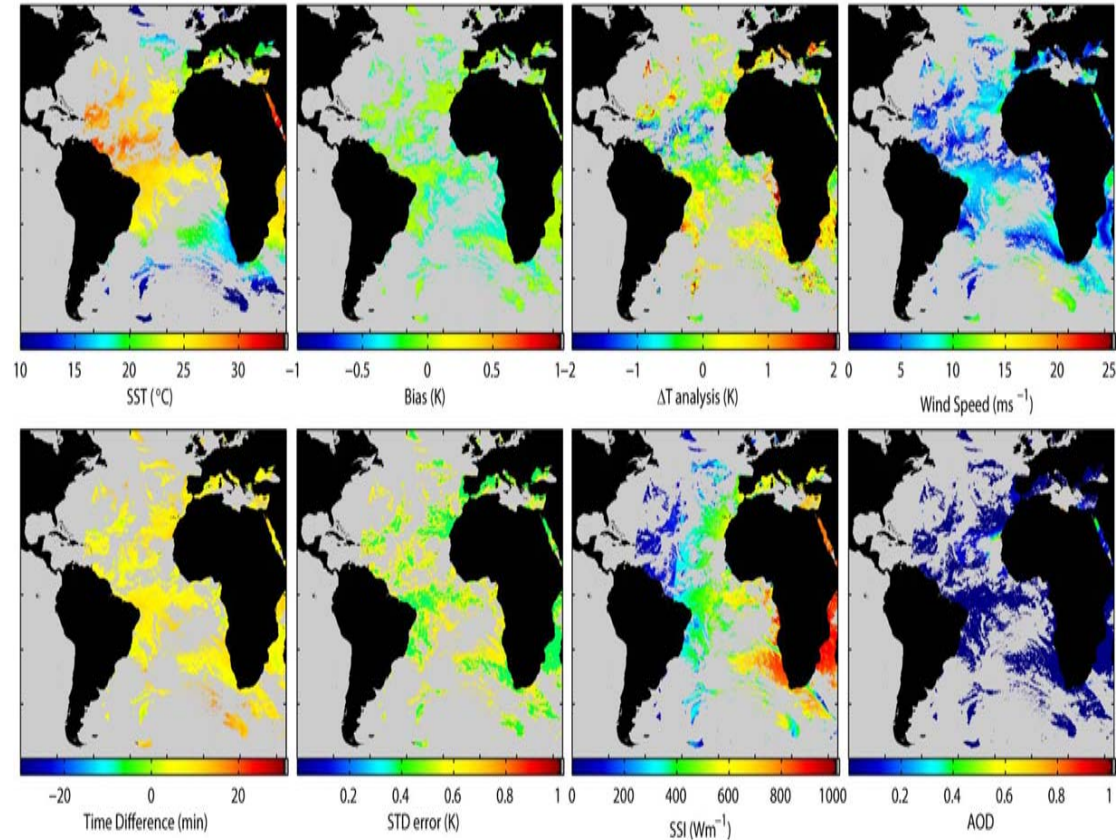 10 15 20 25 30 −1
SST (°C)
−0.5 0 0.5 1
Bias (K)
−2 −1 0 1 2
ΔT analysis (K)
0 5 10 15 20 25
Wind Speed (ms⁻¹)
−20 0 20
Time Difference (min)
0.2 0.4 0.6 0.8 1
STD error (K)
0 200 400 600 800 1000
SSI (Wm⁻¹)
0.2 0.4 0.6 0.8 1
AOD